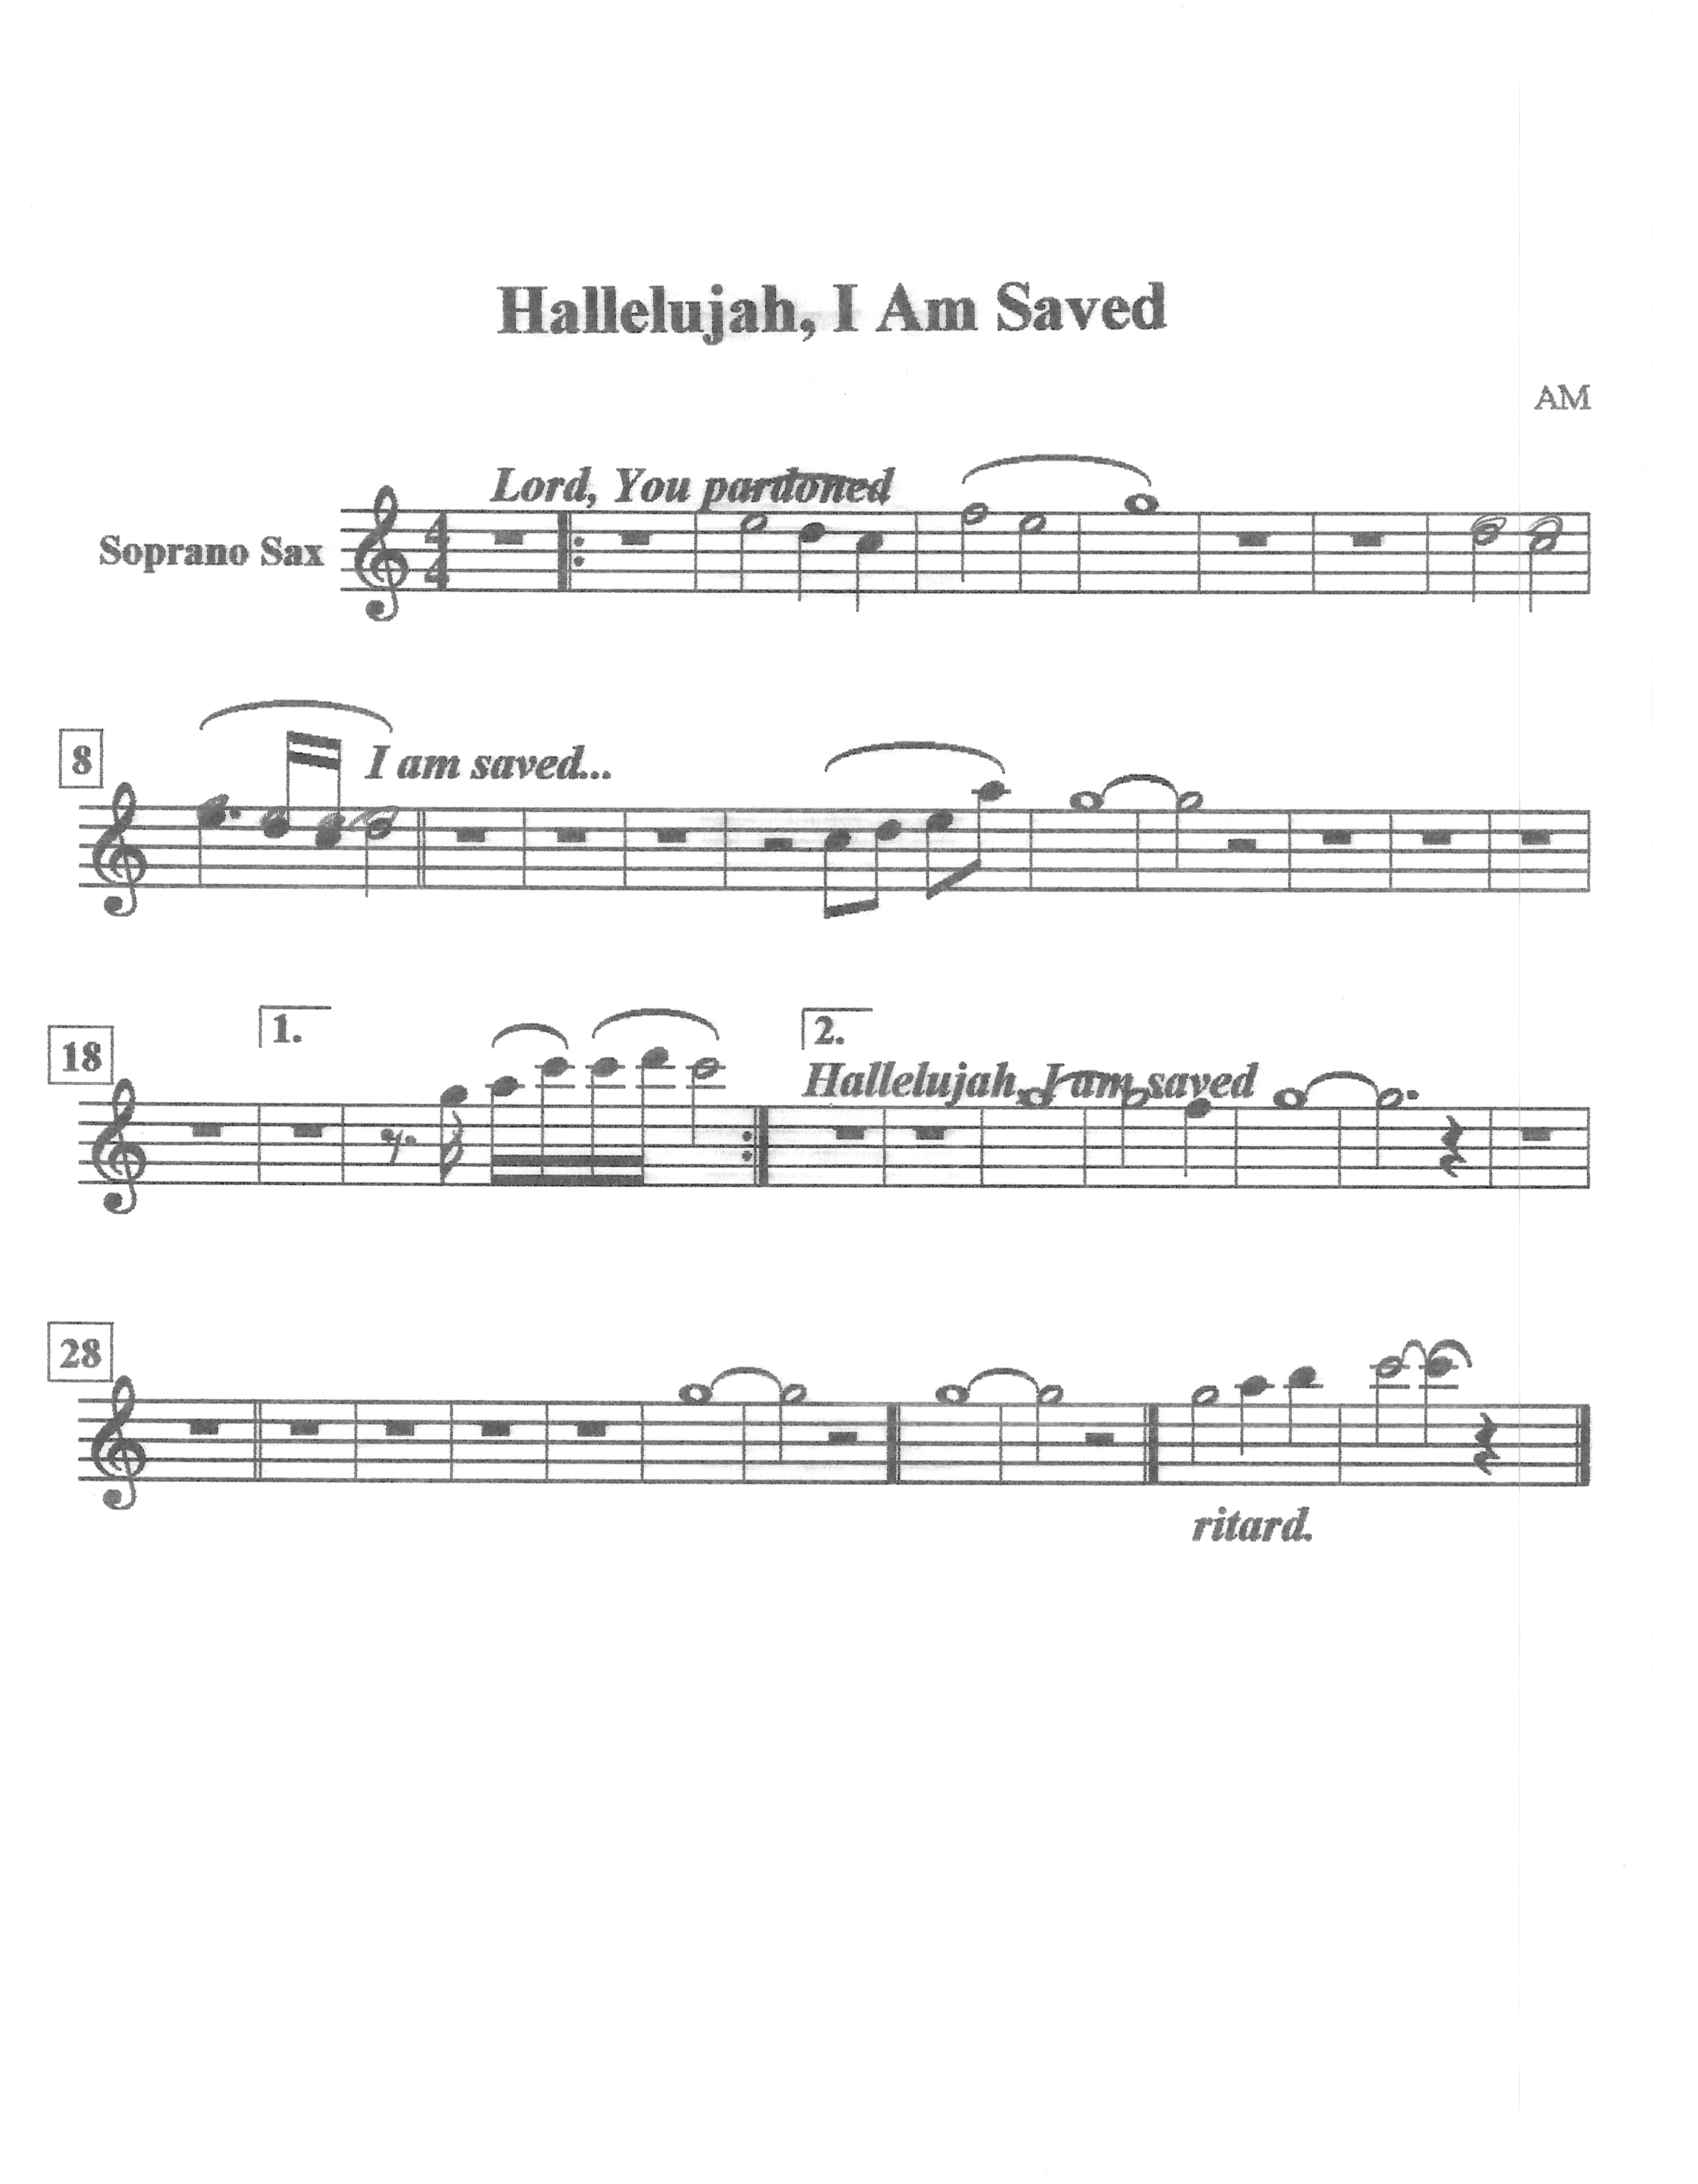 Hallelujah, I Am Saved
AM
Lord, You pardoned
Soprano Sax
4
4
8
I am saved...
18
1.
2.
Hallelujah, I am saved
28
ritard.